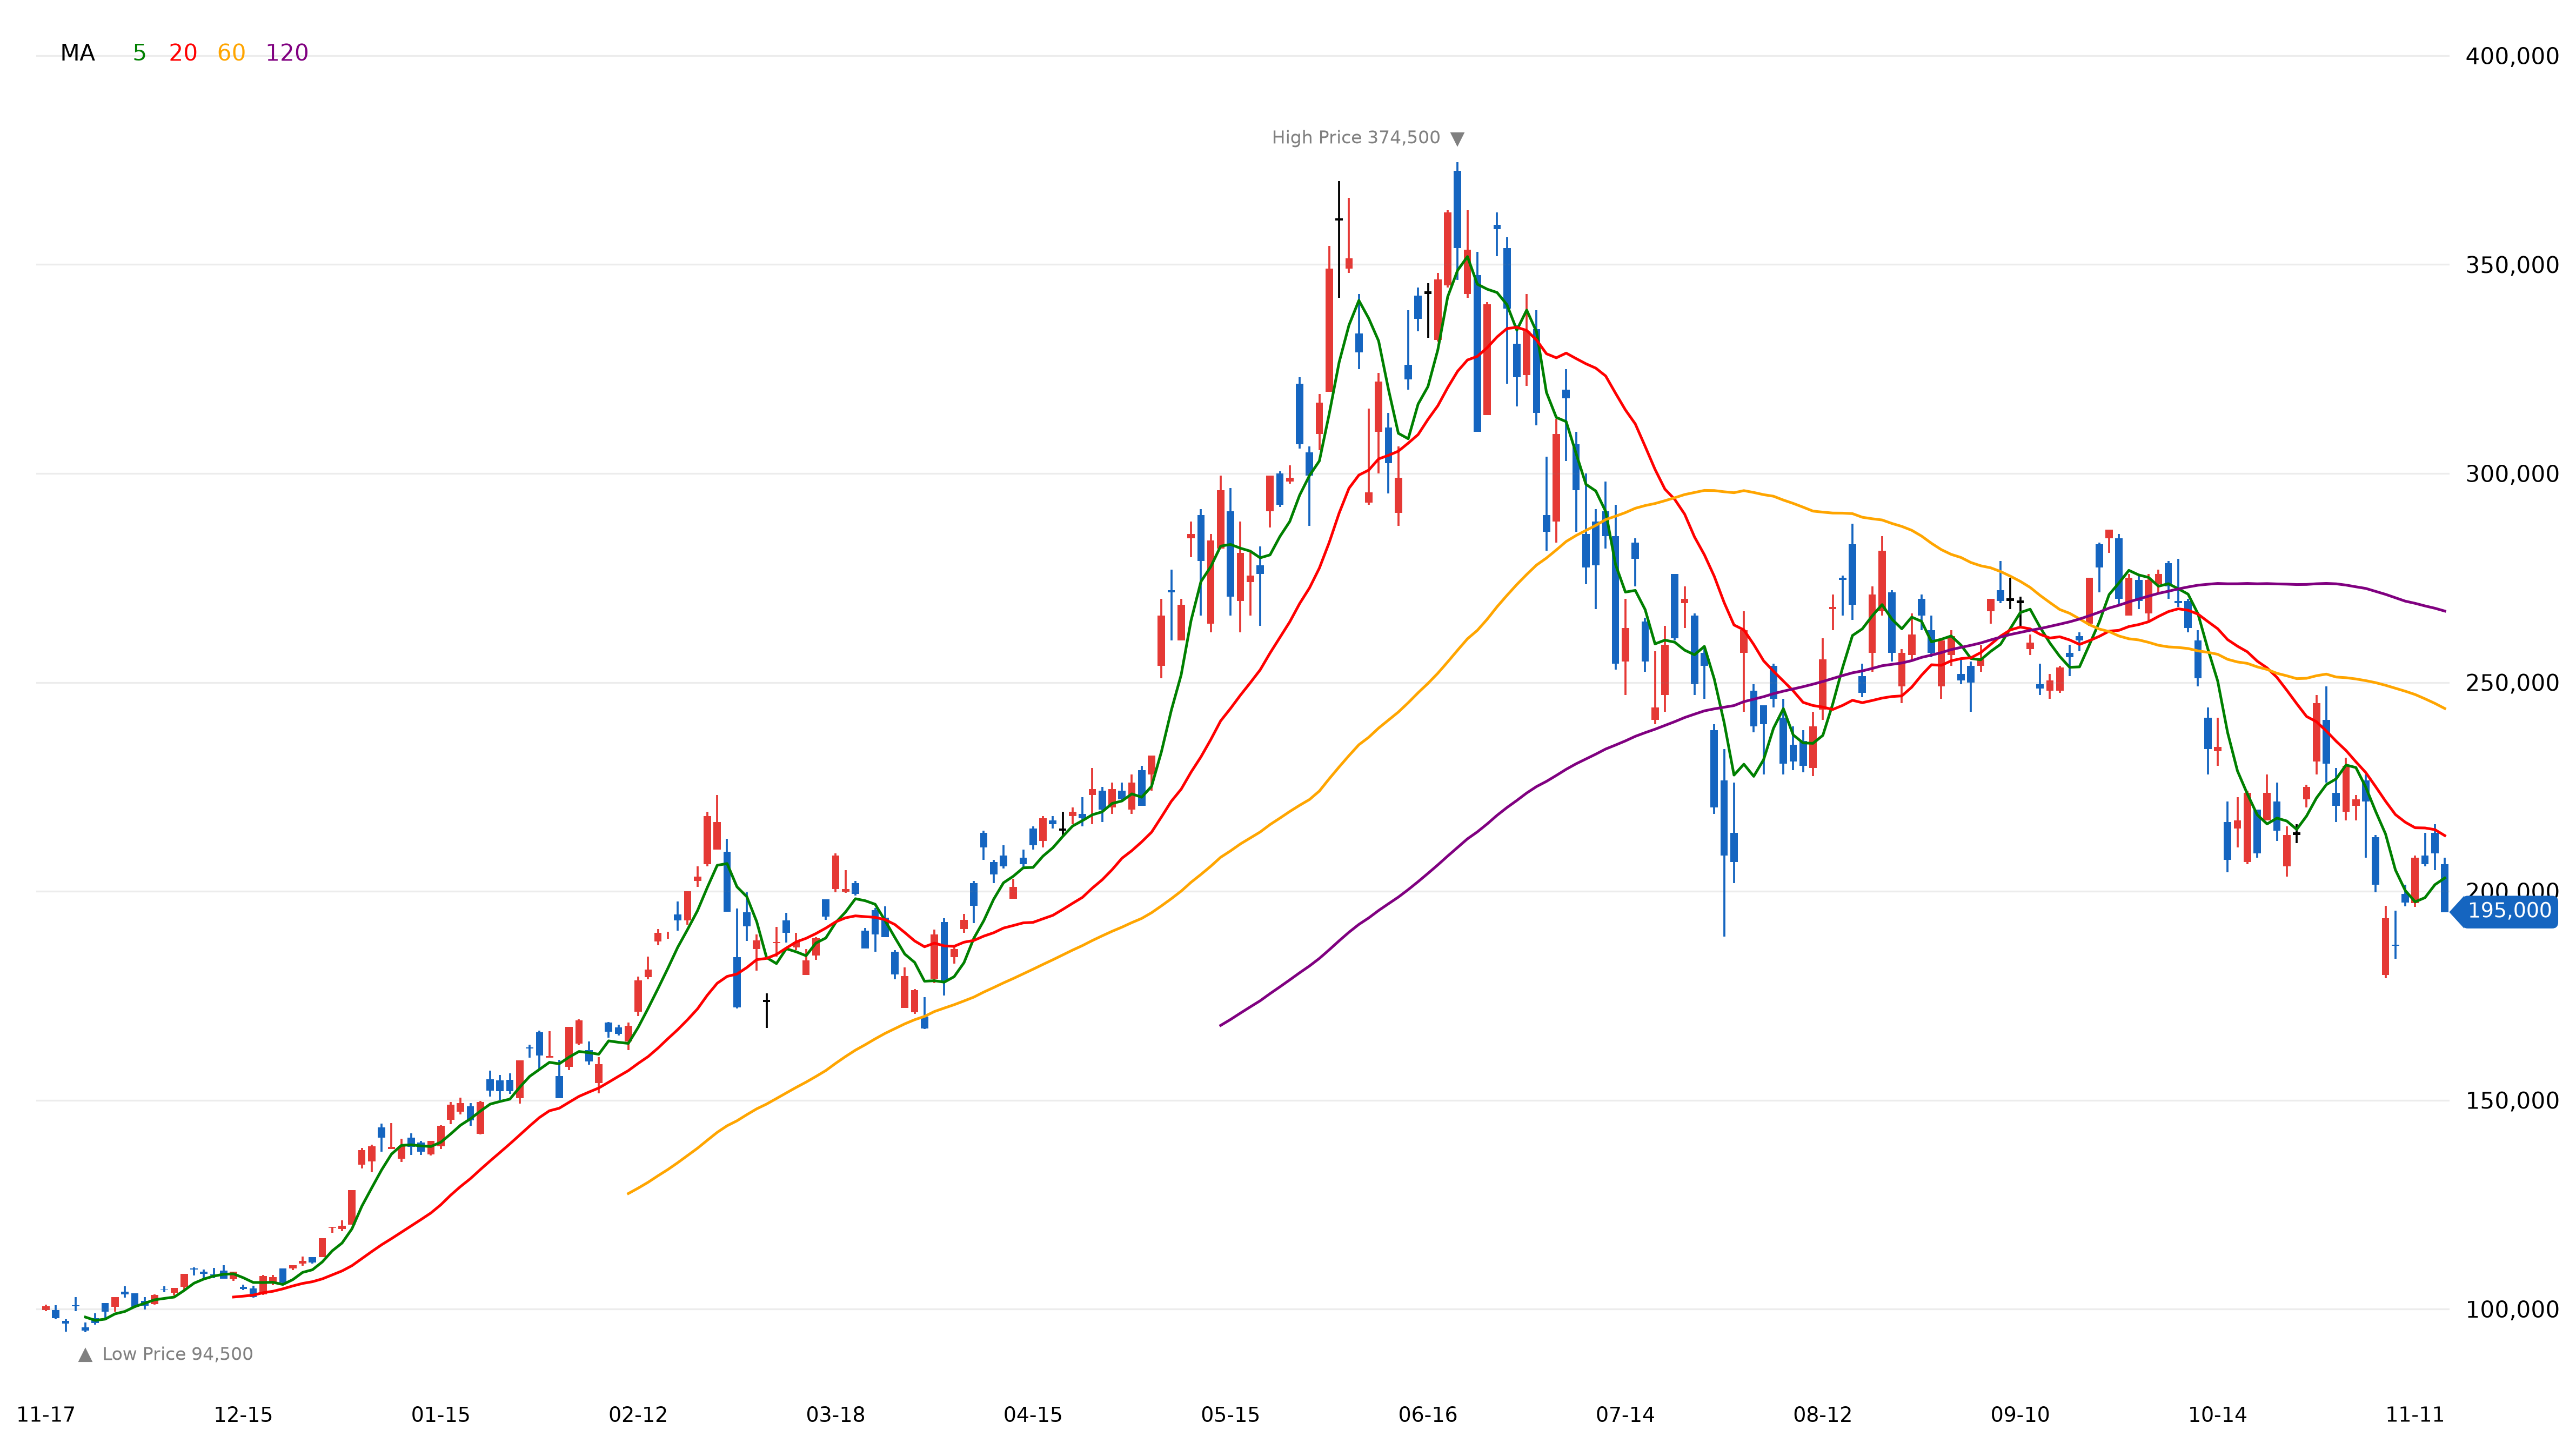 MA 5 20 60 120
400,000
High Price 374,500 ▼
350,000
300,000
250,000
200,000
195,000
150,000
100,000
▲ Low Price 94,500
11-17 12-15 01-15 02-12 03-18 04-15 05-15 06-16 07-14 08-12 09-10 10-14 11-11